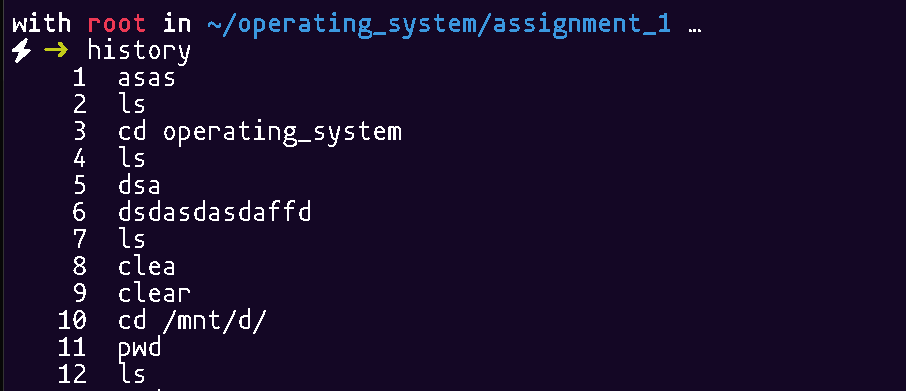 with root in ~/operating_system/assignment_1 …
⚡ ➜ history
1 asas
2 ls
3 cd operating_system
4 ls
5 dsa
6 dsdasdasdaffd
7 ls
8 clea
9 clear
10 cd /mnt/d/
11 pwd
12 ls